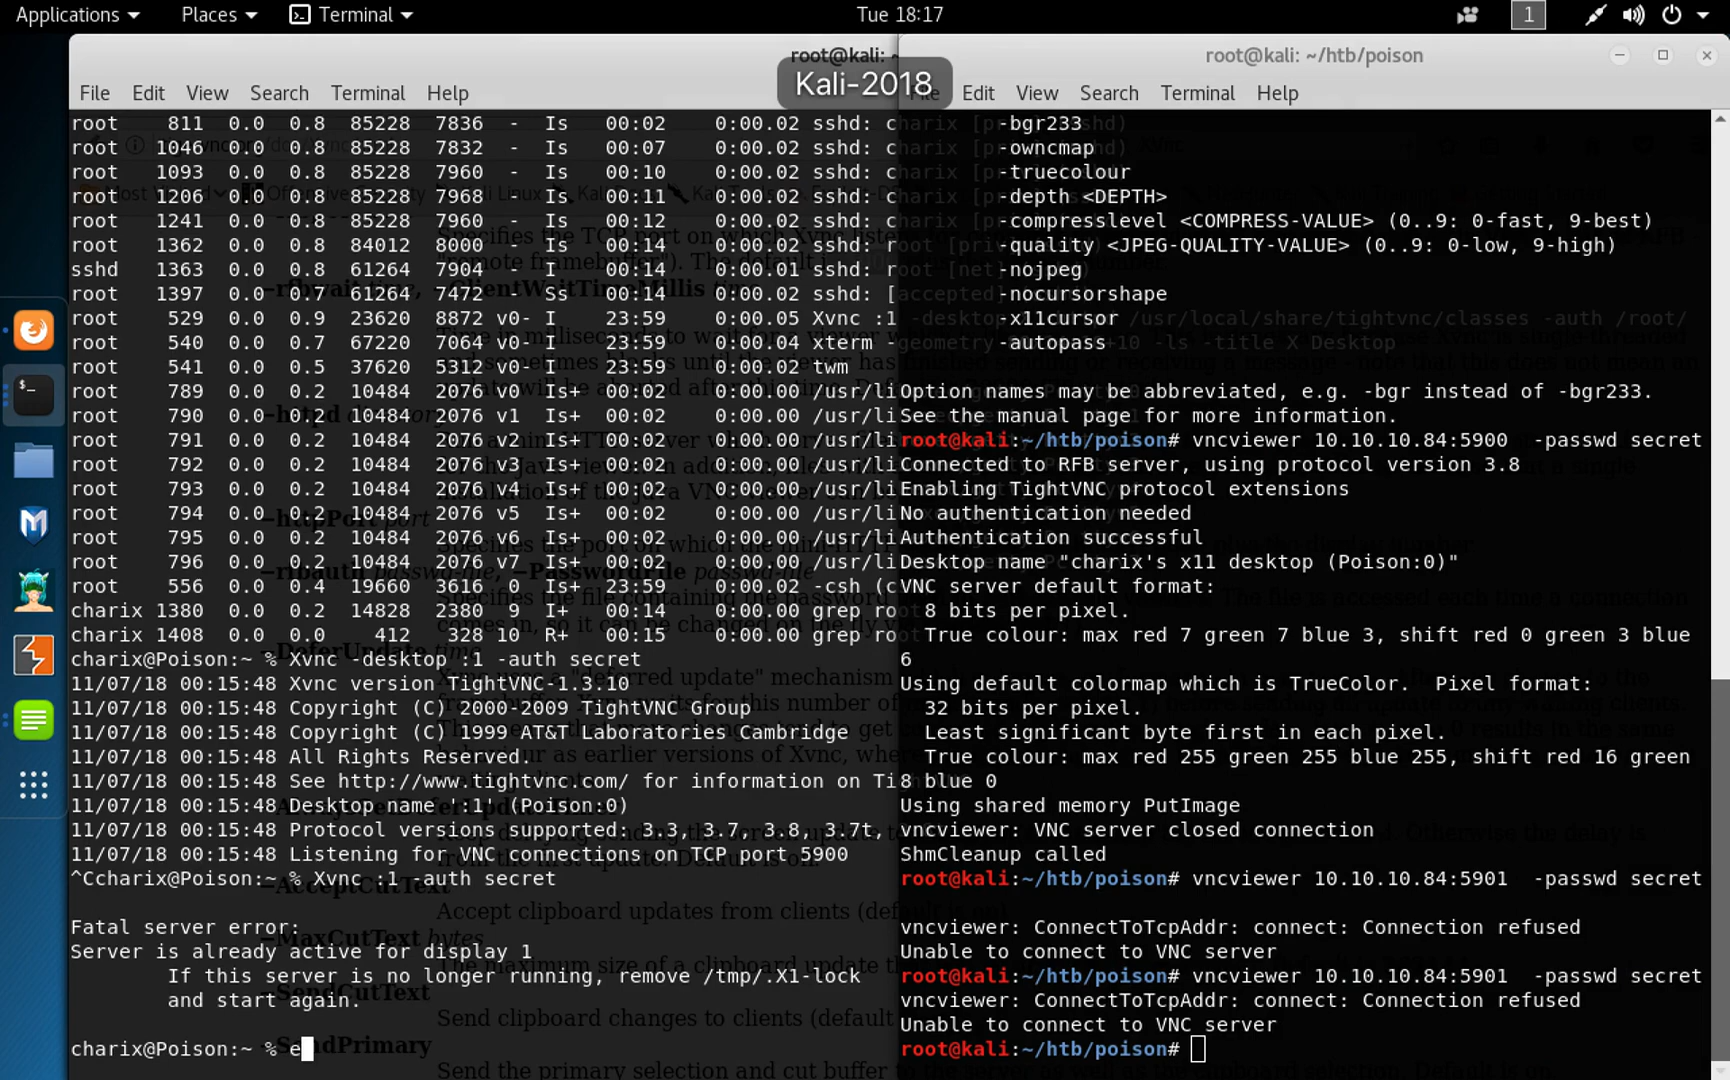 Applications Places Terminal Tue 18:17 1
root@kali: ~
root@kali: ~/htb/poison
Kali-2018
File Edit View Search Terminal Help
File Edit View Search Terminal Help
root 811 0.0 0.8 85228 7836 - Is 00:02 0:00.02 sshd: charix [priv] (sshd)
root 1046 0.0 0.8 85228 7832 - Is 00:07 0:00.02 sshd: charix
root 1093 0.0 0.8 85228 7960 - Is 00:10 0:00.02 sshd: charix
root 1206 0.0 0.8 85228 7968 - Is 00:11 0:00.02 sshd: charix
root 1241 0.0 0.8 85228 7960 - Is 00:12 0:00.02 sshd: charix
root 1362 0.0 0.8 84012 8000 - Is 00:14 0:00.02 sshd: root [priv]
sshd 1363 0.0 0.8 61264 7904 - I 00:14 0:00.01 sshd: root [net]
root 1397 0.0 0.7 61264 7472 - Ss 00:14 0:00.02 sshd: [accepted]
root 529 0.0 0.9 23620 8872 v0- I 23:59 0:00.05 Xvnc :1 -desktop /usr/local/share/tightvnc/classes -auth /root/
root 540 0.0 0.7 67220 7064 v0- I 23:59 0:00.04 xterm -geometry +10 -ls -title X Desktop
root 541 0.0 0.5 37620 5312 v0- I 23:59 0:00.02 twm
root 789 0.0 0.2 10484 2076 v0 Is+ 00:02 0:00.00 /usr/li
root 790 0.0 0.2 10484 2076 v1 Is+ 00:02 0:00.00 /usr/li
root 791 0.0 0.2 10484 2076 v2 Is+ 00:02 0:00.00 /usr/li
root 792 0.0 0.2 10484 2076 v3 Is+ 00:02 0:00.00 /usr/li
root 793 0.0 0.2 10484 2076 v4 Is+ 00:02 0:00.00 /usr/li
root 794 0.0 0.2 10484 2076 v5 Is+ 00:02 0:00.00 /usr/li
root 795 0.0 0.2 10484 2076 v6 Is+ 00:02 0:00.00 /usr/li
root 796 0.0 0.2 10484 2076 v7 Is+ 00:02 0:00.00 /usr/li
root 556 0.0 0.4 19660 3616 0 Is+ 23:59 0:00.00 -csh (c
charix 1380 0.0 0.2 14828 2380 9 I+ 00:14 0:00.00 grep root
charix 1408 0.0 0.0 412 328 10 R+ 00:15 0:00.00 grep root
charix@Poison:~ % Xvnc -desktop :1 -auth secret
11/07/18 00:15:48 Xvnc version TightVNC-1.3.10
11/07/18 00:15:48 Copyright (C) 2000-2009 TightVNC Group
11/07/18 00:15:48 Copyright (C) 1999 AT&T Laboratories Cambridge
11/07/18 00:15:48 All Rights Reserved.
11/07/18 00:15:48 See http://www.tightvnc.com/ for information on Ti
11/07/18 00:15:48 Desktop name ':1' (Poison:0)
11/07/18 00:15:48 Protocol versions supported: 3.3, 3.7, 3.8, 3.7t,
11/07/18 00:15:48 Listening for VNC connections on TCP port 5900
^Ccharix@Poison:~ % Xvnc :1 -auth secret
Fatal server error:
Server is already active for display 1
If this server is no longer running, remove /tmp/.X1-lock
and start again.
charix@Poison:~ % e
-bgr233
-owncmap
-truecolour
-depth <DEPTH>
-compresslevel <COMPRESS-VALUE> (0..9: 0-fast, 9-best)
-quality <JPEG-QUALITY-VALUE> (0..9: 0-low, 9-high)
-nojpeg
-nocursorshape
-x11cursor
-autopass
Option names may be abbreviated, e.g. -bgr instead of -bgr233.
See the manual page for more information.
root@kali:~/htb/poison# vncviewer 10.10.10.84:5900 -passwd secret
Connected to RFB server, using protocol version 3.8
Enabling TightVNC protocol extensions
No authentication needed
Authentication successful
Desktop name "charix's x11 desktop (Poison:0)"
VNC server default format:
8 bits per pixel.
True colour: max red 7 green 7 blue 3, shift red 0 green 3 blue
6
Using default colormap which is TrueColor. Pixel format:
32 bits per pixel.
Least significant byte first in each pixel.
True colour: max red 255 green 255 blue 255, shift red 16 green
8 blue 0
Using shared memory PutImage
vncviewer: VNC server closed connection
ShmCleanup called
root@kali:~/htb/poison# vncviewer 10.10.10.84:5901 -passwd secret
vncviewer: ConnectToTcpAddr: connect: Connection refused
Unable to connect to VNC server
root@kali:~/htb/poison# vncviewer 10.10.10.84:5901 -passwd secret
vncviewer: ConnectToTcpAddr: connect: Connection refused
Unable to connect to VNC server
root@kali:~/htb/poison#